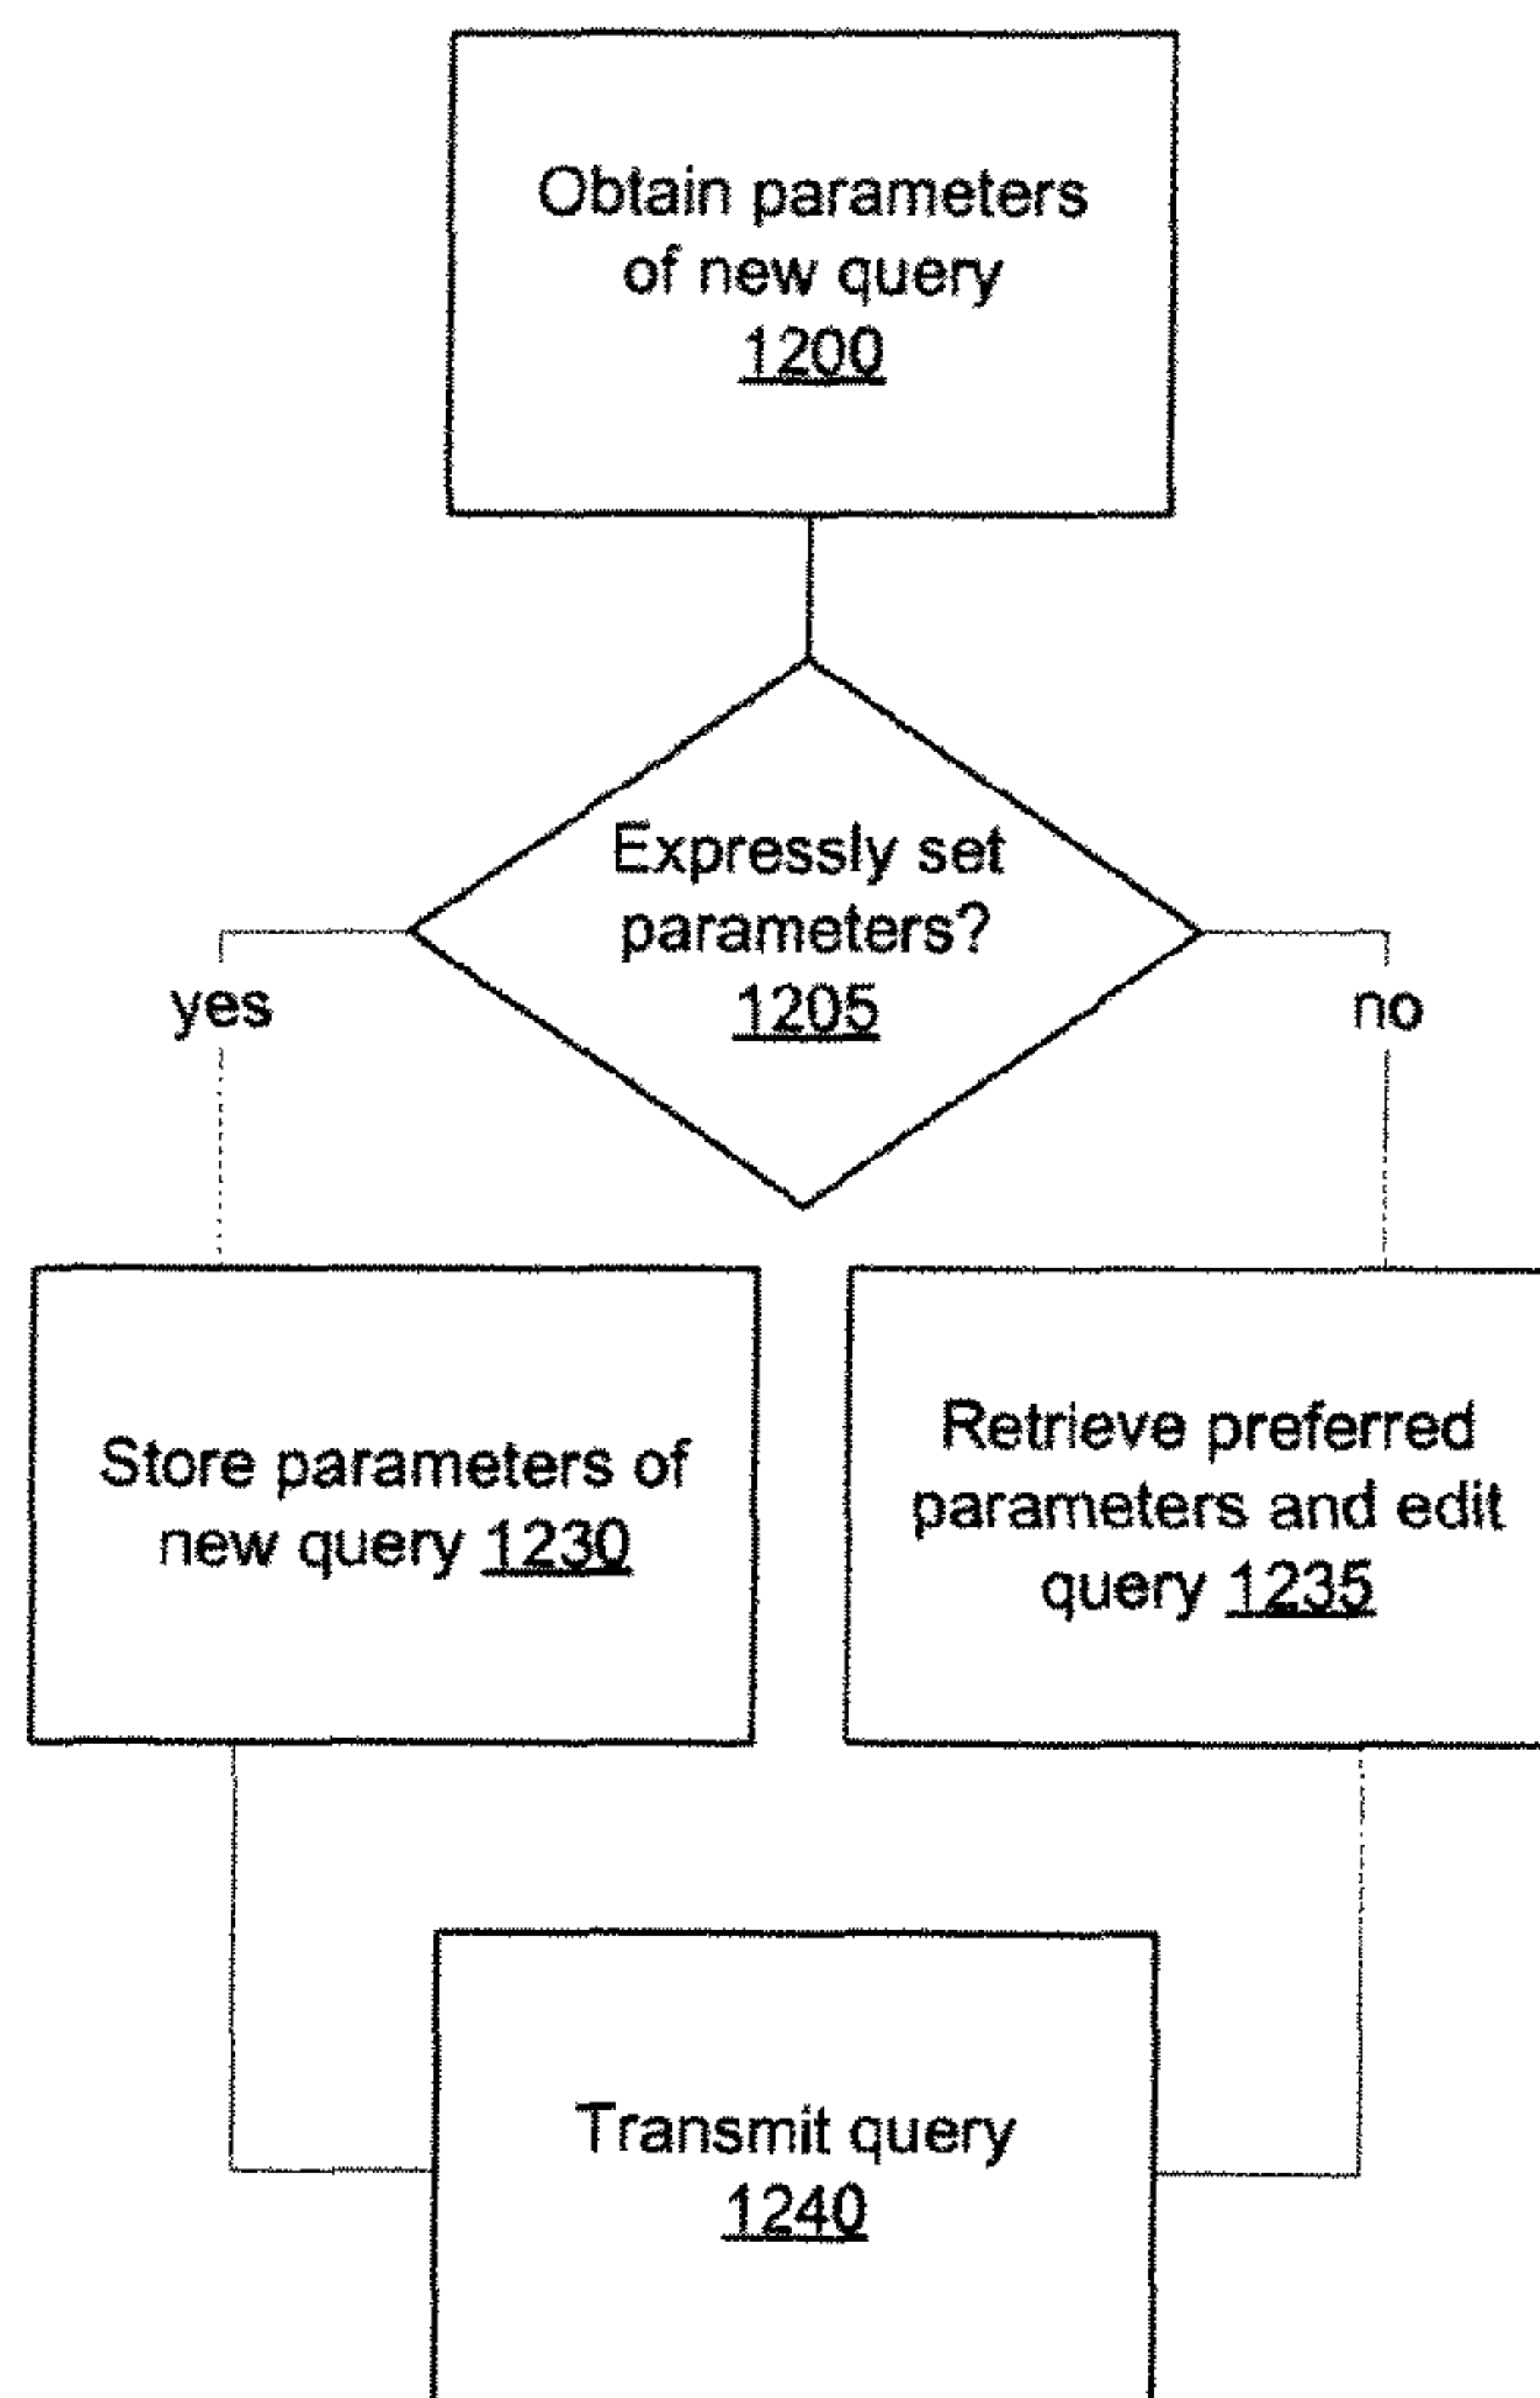 Obtain parameters
of new query
1200
Expressly set
parameters?
1205
yes
no
Store parameters of
new query 1230
Retrieve preferred
parameters and edit
query 1235
Transmit query
1240